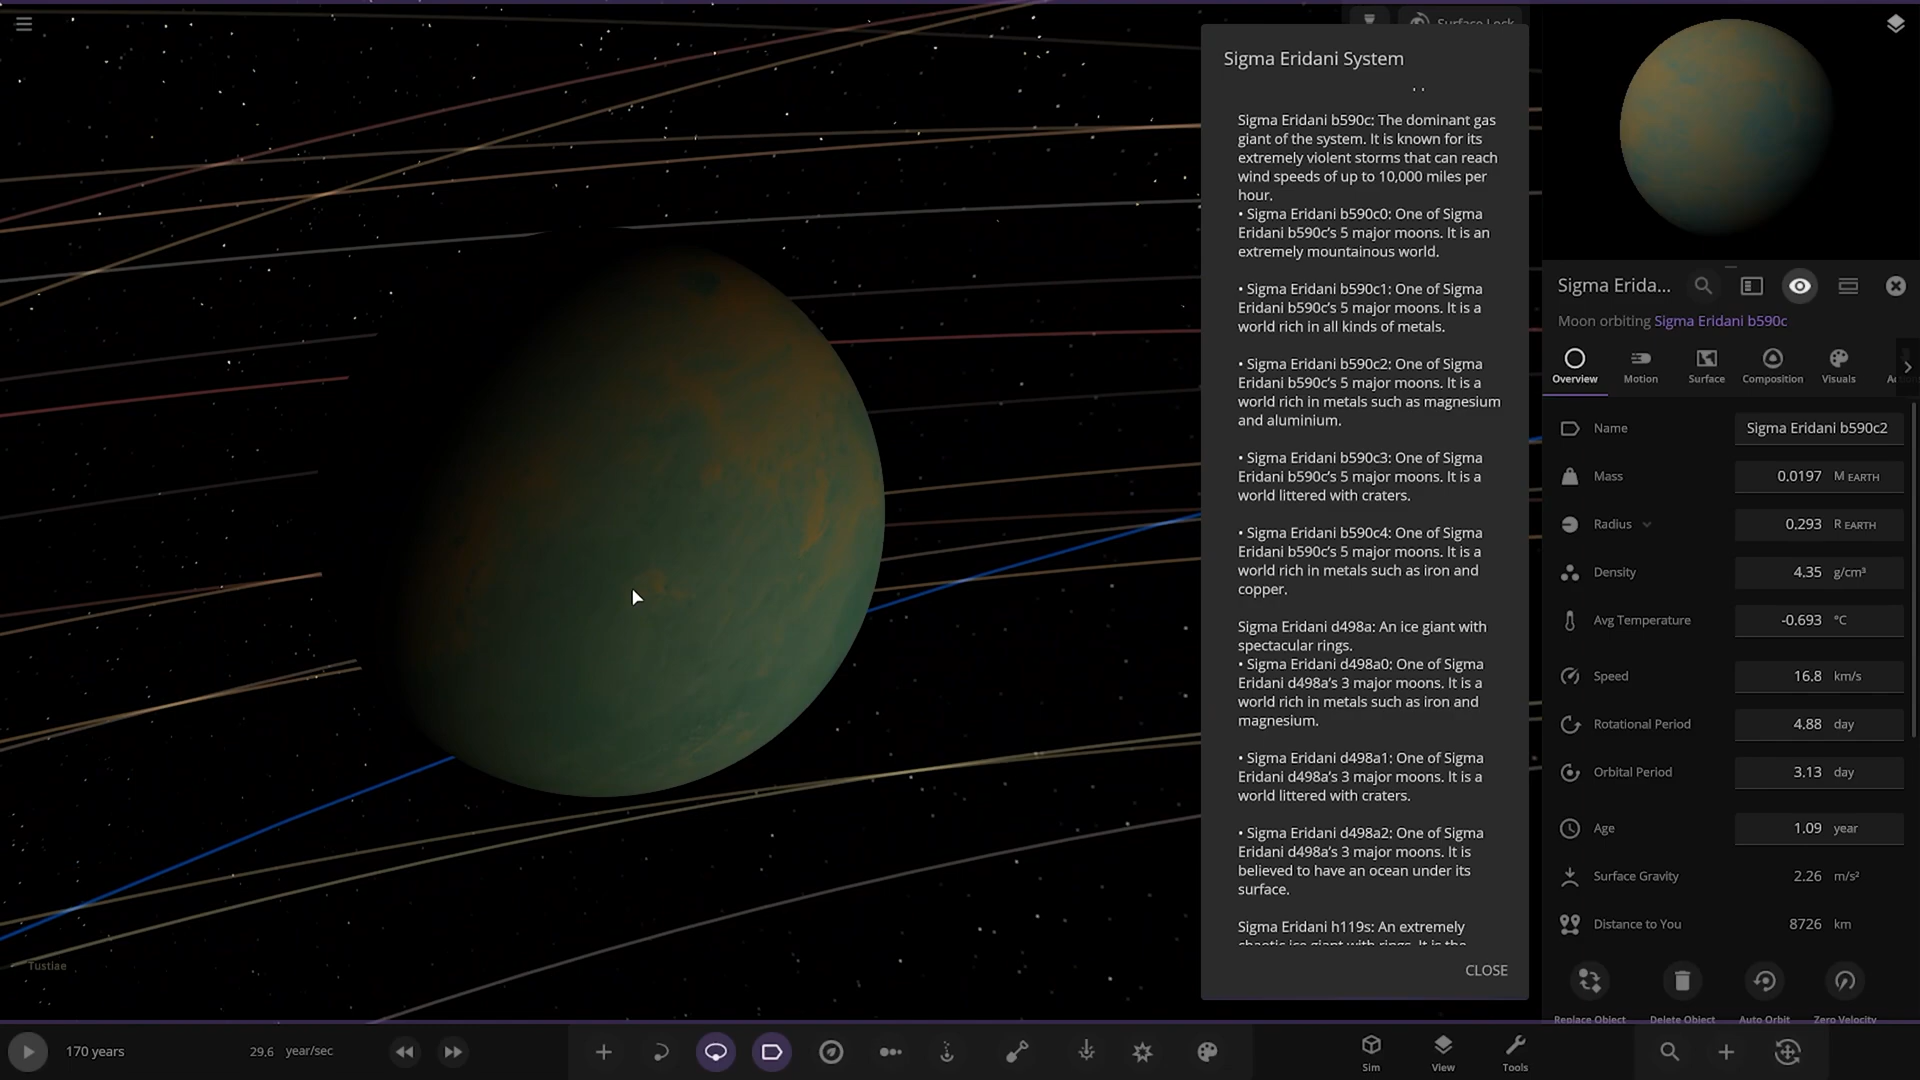 Surface Lock
Sigma Eridani System
Sigma Eridani b590c: The dominant gas
giant of the system. It is known for its
extremely violent storms that can reach
wind speeds of up to 10,000 miles per
hour.
• Sigma Eridani b590c0: One of Sigma
Eridani b590c’s 5 major moons. It is an
extremely mountainous world.
• Sigma Eridani b590c1: One of Sigma
Eridani b590c’s 5 major moons. It is a
world rich in all kinds of metals.
• Sigma Eridani b590c2: One of Sigma
Eridani b590c’s 5 major moons. It is a
world rich in metals such as magnesium
and aluminium.
• Sigma Eridani b590c3: One of Sigma
Eridani b590c’s 5 major moons. It is a
world littered with craters.
• Sigma Eridani b590c4: One of Sigma
Eridani b590c’s 5 major moons. It is a
world rich in metals such as iron and
copper.
Sigma Eridani d498a: An ice giant with
spectacular rings.
• Sigma Eridani d498a0: One of Sigma
Eridani d498a’s 3 major moons. It is a
world rich in metals such as iron and
magnesium.
• Sigma Eridani d498a1: One of Sigma
Eridani d498a’s 3 major moons. It is a
world littered with craters.
• Sigma Eridani d498a2: One of Sigma
Eridani d498a’s 3 major moons. It is
believed to have an ocean under its
surface.
Sigma Eridani h119s: An extremely
chaotic ice giant with rings. It is the
CLOSE
Sigma Erida...
Moon orbiting Sigma Eridani b590c
Overview Motion Surface Composition Visuals
Name Sigma Eridani b590c2
Mass 0.0197 M EARTH
Radius 0.293 R EARTH
Density 4.35 g/cm³
Avg Temperature -0.693 °C
Speed 16.8 km/s
Rotational Period 4.88 day
Orbital Period 3.13 day
Age 1.09 year
Surface Gravity 2.26 m/s²
Distance to You 8726 km
Replace Object Delete Object Auto Orbit Zero Velocity
Tustiae
170 years 29.6 year/sec
Sim View Tools